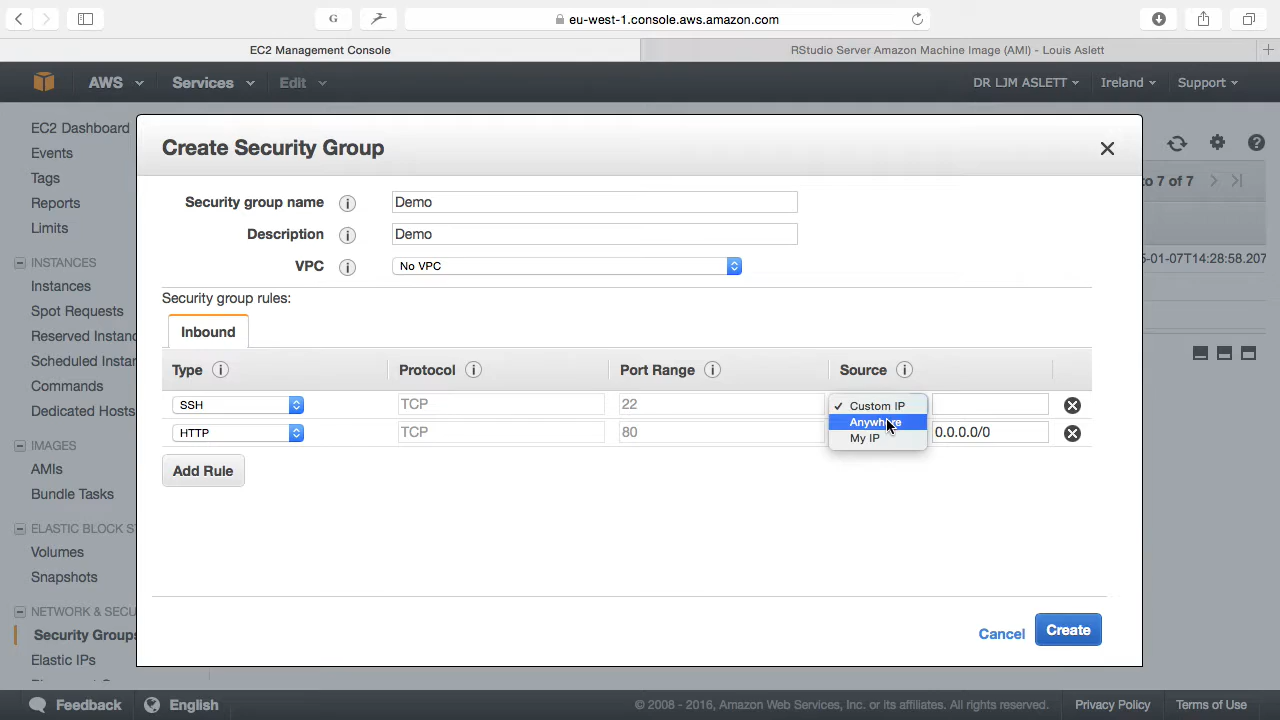 G
eu-west-1.console.aws.amazon.com
EC2 Management Console
RStudio Server Amazon Machine Image (AMI) - Louis Aslett
AWS
Services
Edit
DR LJM ASLETT
Ireland
Support
EC2 Dashboard
Events
Tags
Reports
Limits
INSTANCES
Instances
Spot Requests
Reserved Instan
Scheduled Instan
Commands
Dedicated Hosts
IMAGES
AMIs
Bundle Tasks
ELASTIC BLOCK S
Volumes
Snapshots
NETWORK & SECU
Security Groups
Elastic IPs
to 7 of 7
5-01-07T14:28:58.207
Create Security Group
Security group name
Demo
Description
Demo
VPC
No VPC
Security group rules:
Inbound
Type
Protocol
Port Range
Source
SSH
TCP
22
Custom IP
Anywhere
My IP
HTTP
TCP
80
0.0.0.0/0
Add Rule
Cancel
Create
Feedback
English
© 2008 - 2016, Amazon Web Services, Inc. or its affiliates. All rights reserved.
Privacy Policy
Terms of Use